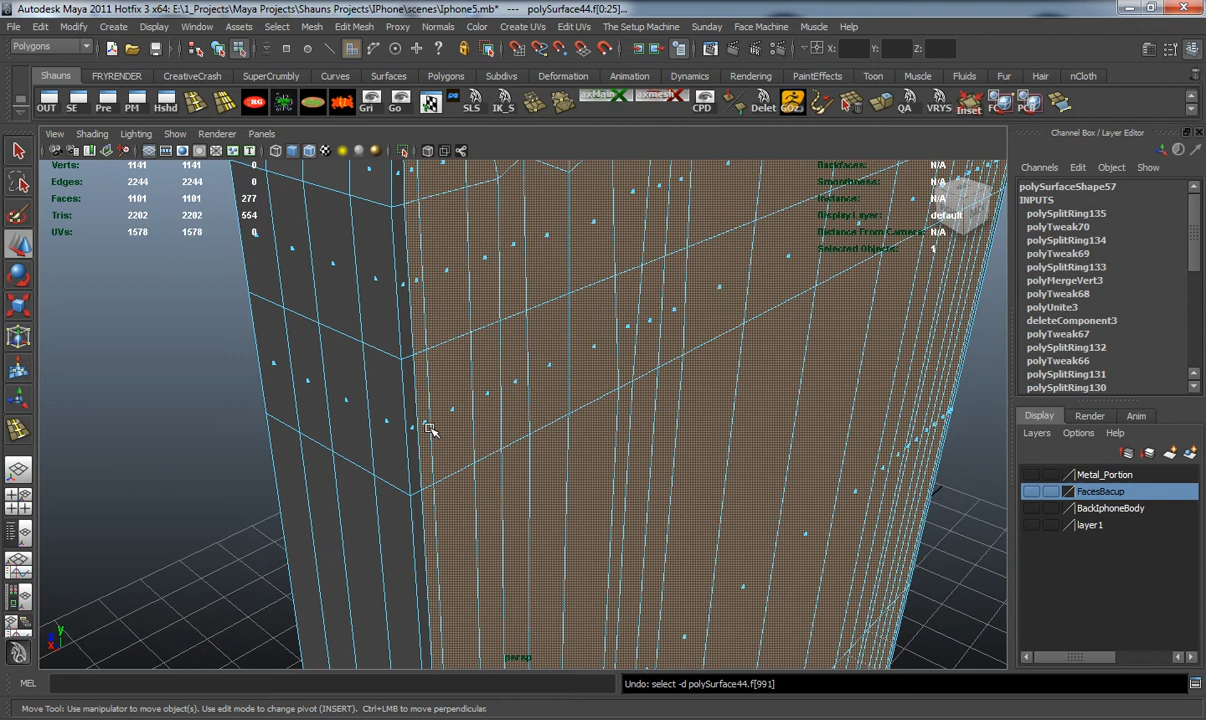 Autodesk Maya 2011 Hotfix 3 x64: E:\1_Projects\Maya Projects\Shauns Projects\IPhone\scenes\Iphone5.mb* --- polySurface44.f[0:25]...
File Edit Modify Create Display Window Assets Select Mesh Edit Mesh Proxy Normals Color Create UVs Edit UVs The Setup Machine Sunday Face Machine Muscle Help
Polygons X: Y: Z:
Shauns FRYRENDER CreativeCrash SuperCrumbly Curves Surfaces Polygons Subdivs Deformation Animation Dynamics Rendering PaintEffects Toon Muscle Fluids Fur Hair nCloth
OUT SE Pre PM Hshd Gri Go SLS IK_S axMain axmesh CPD Delet GOz3 QA VRYS Inset FC PCB
View Shading Lighting Show Renderer Panels
Channel Box / Layer Editor
Channels Edit Object Show
Verts: 1141 1141 0
Edges: 2244 2244 0
Faces: 1101 1101 277
Tris: 2202 2202 554
UVs: 1578 1578 0
Backfaces: N/A
Smoothness: N/A
Instance: N/A
Display Layer: default
Distance From Camera: N/A
Selected Objects: 1
polySurfaceShape57
INPUTS
polySplitRing135
polyTweak70
polySplitRing134
polyTweak69
polySplitRing133
polyMergeVert3
polyTweak68
polyUnite3
deleteComponent3
polyTweak67
polySplitRing132
polyTweak66
polySplitRing131
polySplitRing130
Display Render Anim
Layers Options Help
Metal_Portion
FacesBacup
BackIphoneBody
layer1
y
x
persp
MEL
Undo: select -d polySurface44.f[991]
Move Tool: Use manipulator to move object(s). Use edit mode to change pivot (INSERT). Ctrl+LMB to move perpendicular.